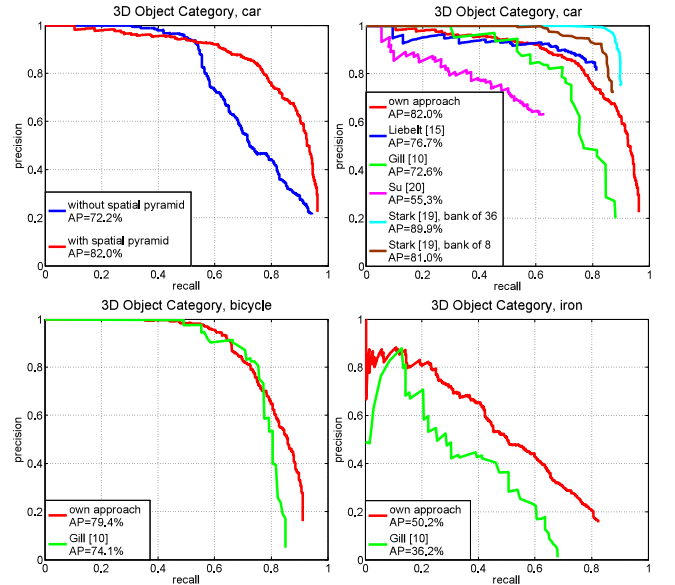 3D Object Category, car
precision
1
0.8
0.6
0.4
0.2
0
0 0.2 0.4 0.6 0.8 1
recall
without spatial pyramid
AP=72.2%
with spatial pyramid
AP=82.0%
3D Object Category, car
precision
1
0.8
0.6
0.4
0.2
0
0 0.2 0.4 0.6 0.8 1
recall
own approach
AP=82.0%
Liebelt [15]
AP=76.7%
Gill [10]
AP=72.6%
Su [20]
AP=55.3%
Stark [19], bank of 36
AP=89.9%
Stark [19], bank of 8
AP=81.0%
3D Object Category, bicycle
precision
1
0.8
0.6
0.4
0.2
0
0 0.2 0.4 0.6 0.8 1
recall
own approach
AP=79.4%
Gill [10]
AP=74.1%
3D Object Category, iron
precision
1
0.8
0.6
0.4
0.2
0
0 0.2 0.4 0.6 0.8 1
recall
own approach
AP=50.2%
Gill [10]
AP=36.2%